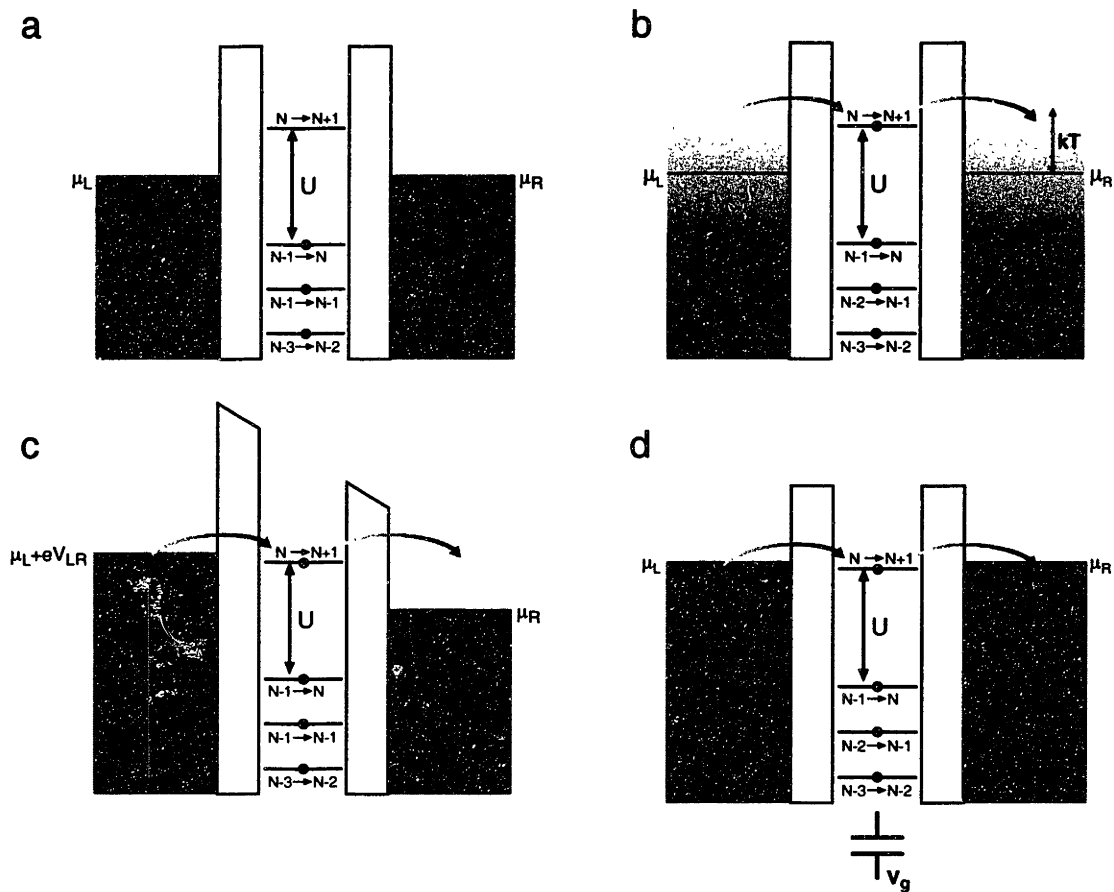 a
N→N+1
μL
μR
U
N-1→N
N-1→N-1
N-3→N-2
b
N→N+1
kT
μL
μR
U
N-1→N
N-2→N-1
N-3→N-2
c
N→N+1
μL+eVLR
U
μR
N-1→N
N-1→N-1
N-3→N-2
d
N→N+1
μL
μR
U
N-1→N
N-2→N-1
N-3→N-2
Vg